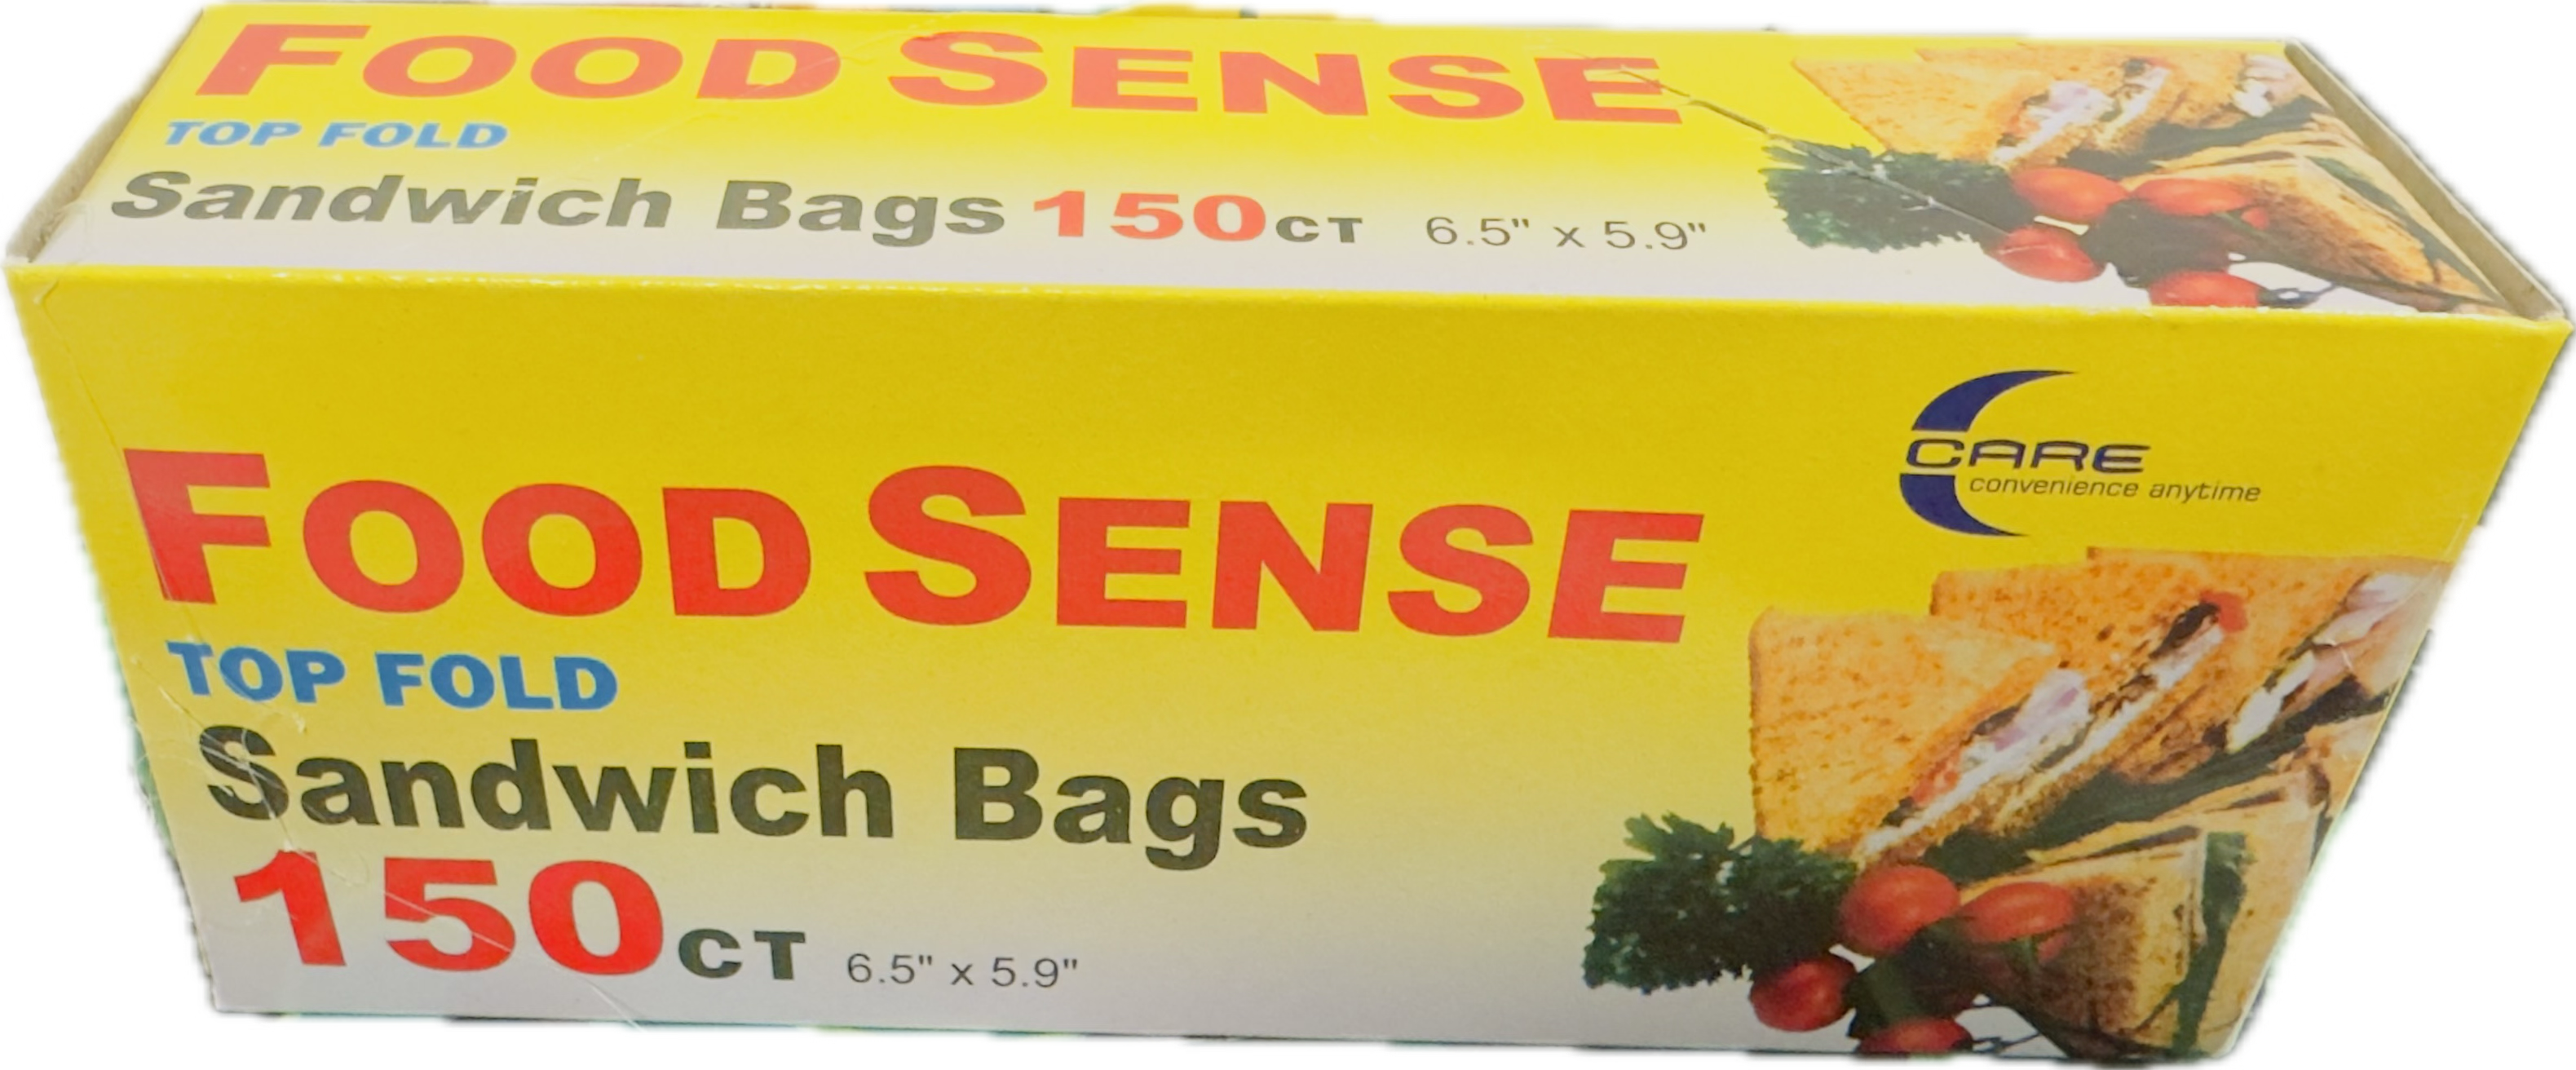 FOOD SENSE
TOP FOLD
Sandwich Bags 150CT 6.5" x 5.9"
CARE
convenience anytime
FOOD SENSE
TOP FOLD
Sandwich Bags
150CT 6.5" x 5.9"